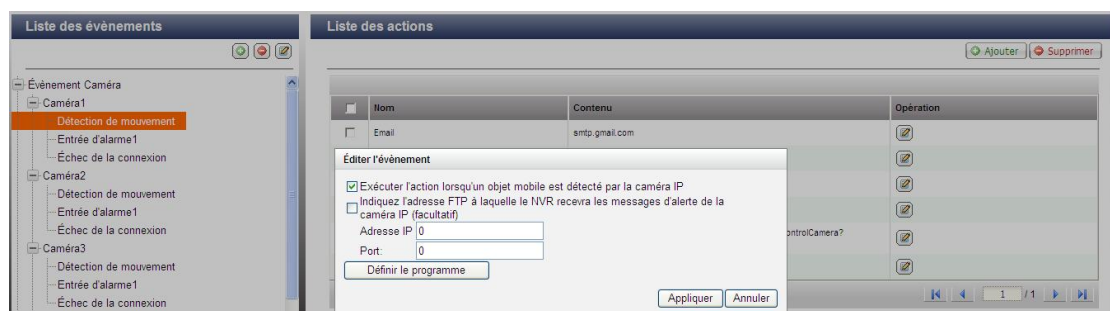 Liste des évènements
Évènement Caméra
Caméra1
Détection de mouvement
Entrée d'alarme1
Échec de la connexion
Caméra2
Détection de mouvement
Entrée d'alarme1
Échec de la connexion
Caméra3
Détection de mouvement
Entrée d'alarme1
Échec de la connexion
Liste des actions
Ajouter Supprimer
Nom Contenu Opération
Email smtp.gmail.com
ontrolCamera?
1 /1
Éditer l'évènement
Exécuter l'action lorsqu'un objet mobile est détecté par la caméra IP
Indiquez l'adresse FTP à laquelle le NVR recevra les messages d'alerte de la
caméra IP (facultatif)
Adresse IP 0
Port: 0
Définir le programme
Appliquer Annuler